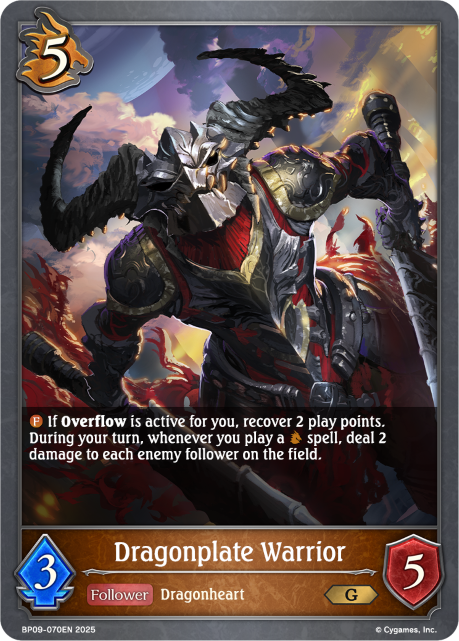 5
F If Overflow is active for you, recover 2 play points.
During your turn, whenever you play a spell, deal 2
damage to each enemy follower on the field.
Dragonplate Warrior
3
Follower Dragonheart
G
5
BP09-070EN 2025
© Cygames, Inc.